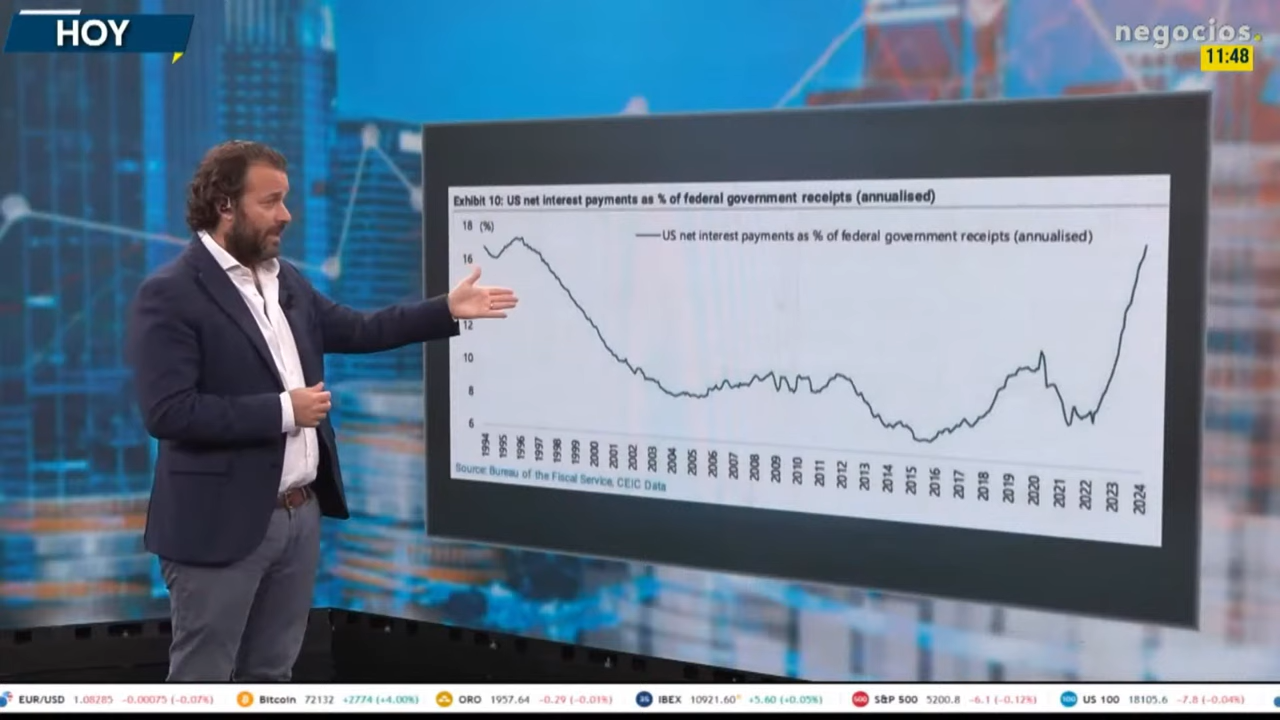 HOY
negocios.
11:48
Exhibit 10: US net interest payments as % of federal government receipts (annualised)
18 (%)
US net interest payments as % of federal government receipts (annualised)
16
12
10
8
6
1994 1995 1996 1997 1998 1999 2000 2001 2002 2003 2004 2005 2006 2007 2008 2009 2010 2011 2012 2013 2014 2015 2016 2017 2018 2019 2020 2021 2022 2023 2024
Source: Bureau of the Fiscal Service, CEIC Data
EUR/USD 1.08285 -0.00075 (-0.07%) Bitcoin 72132 +2774 (+4.00%) ORO 1957.64 -0.29 (-0.01%) 35 IBEX 10921.60 +5.60 (+0.05%) 500 S&P 500 5200.8 -6.1 (-0.12%) 100 US 100 18105.6 -7.8 (-0.04%)